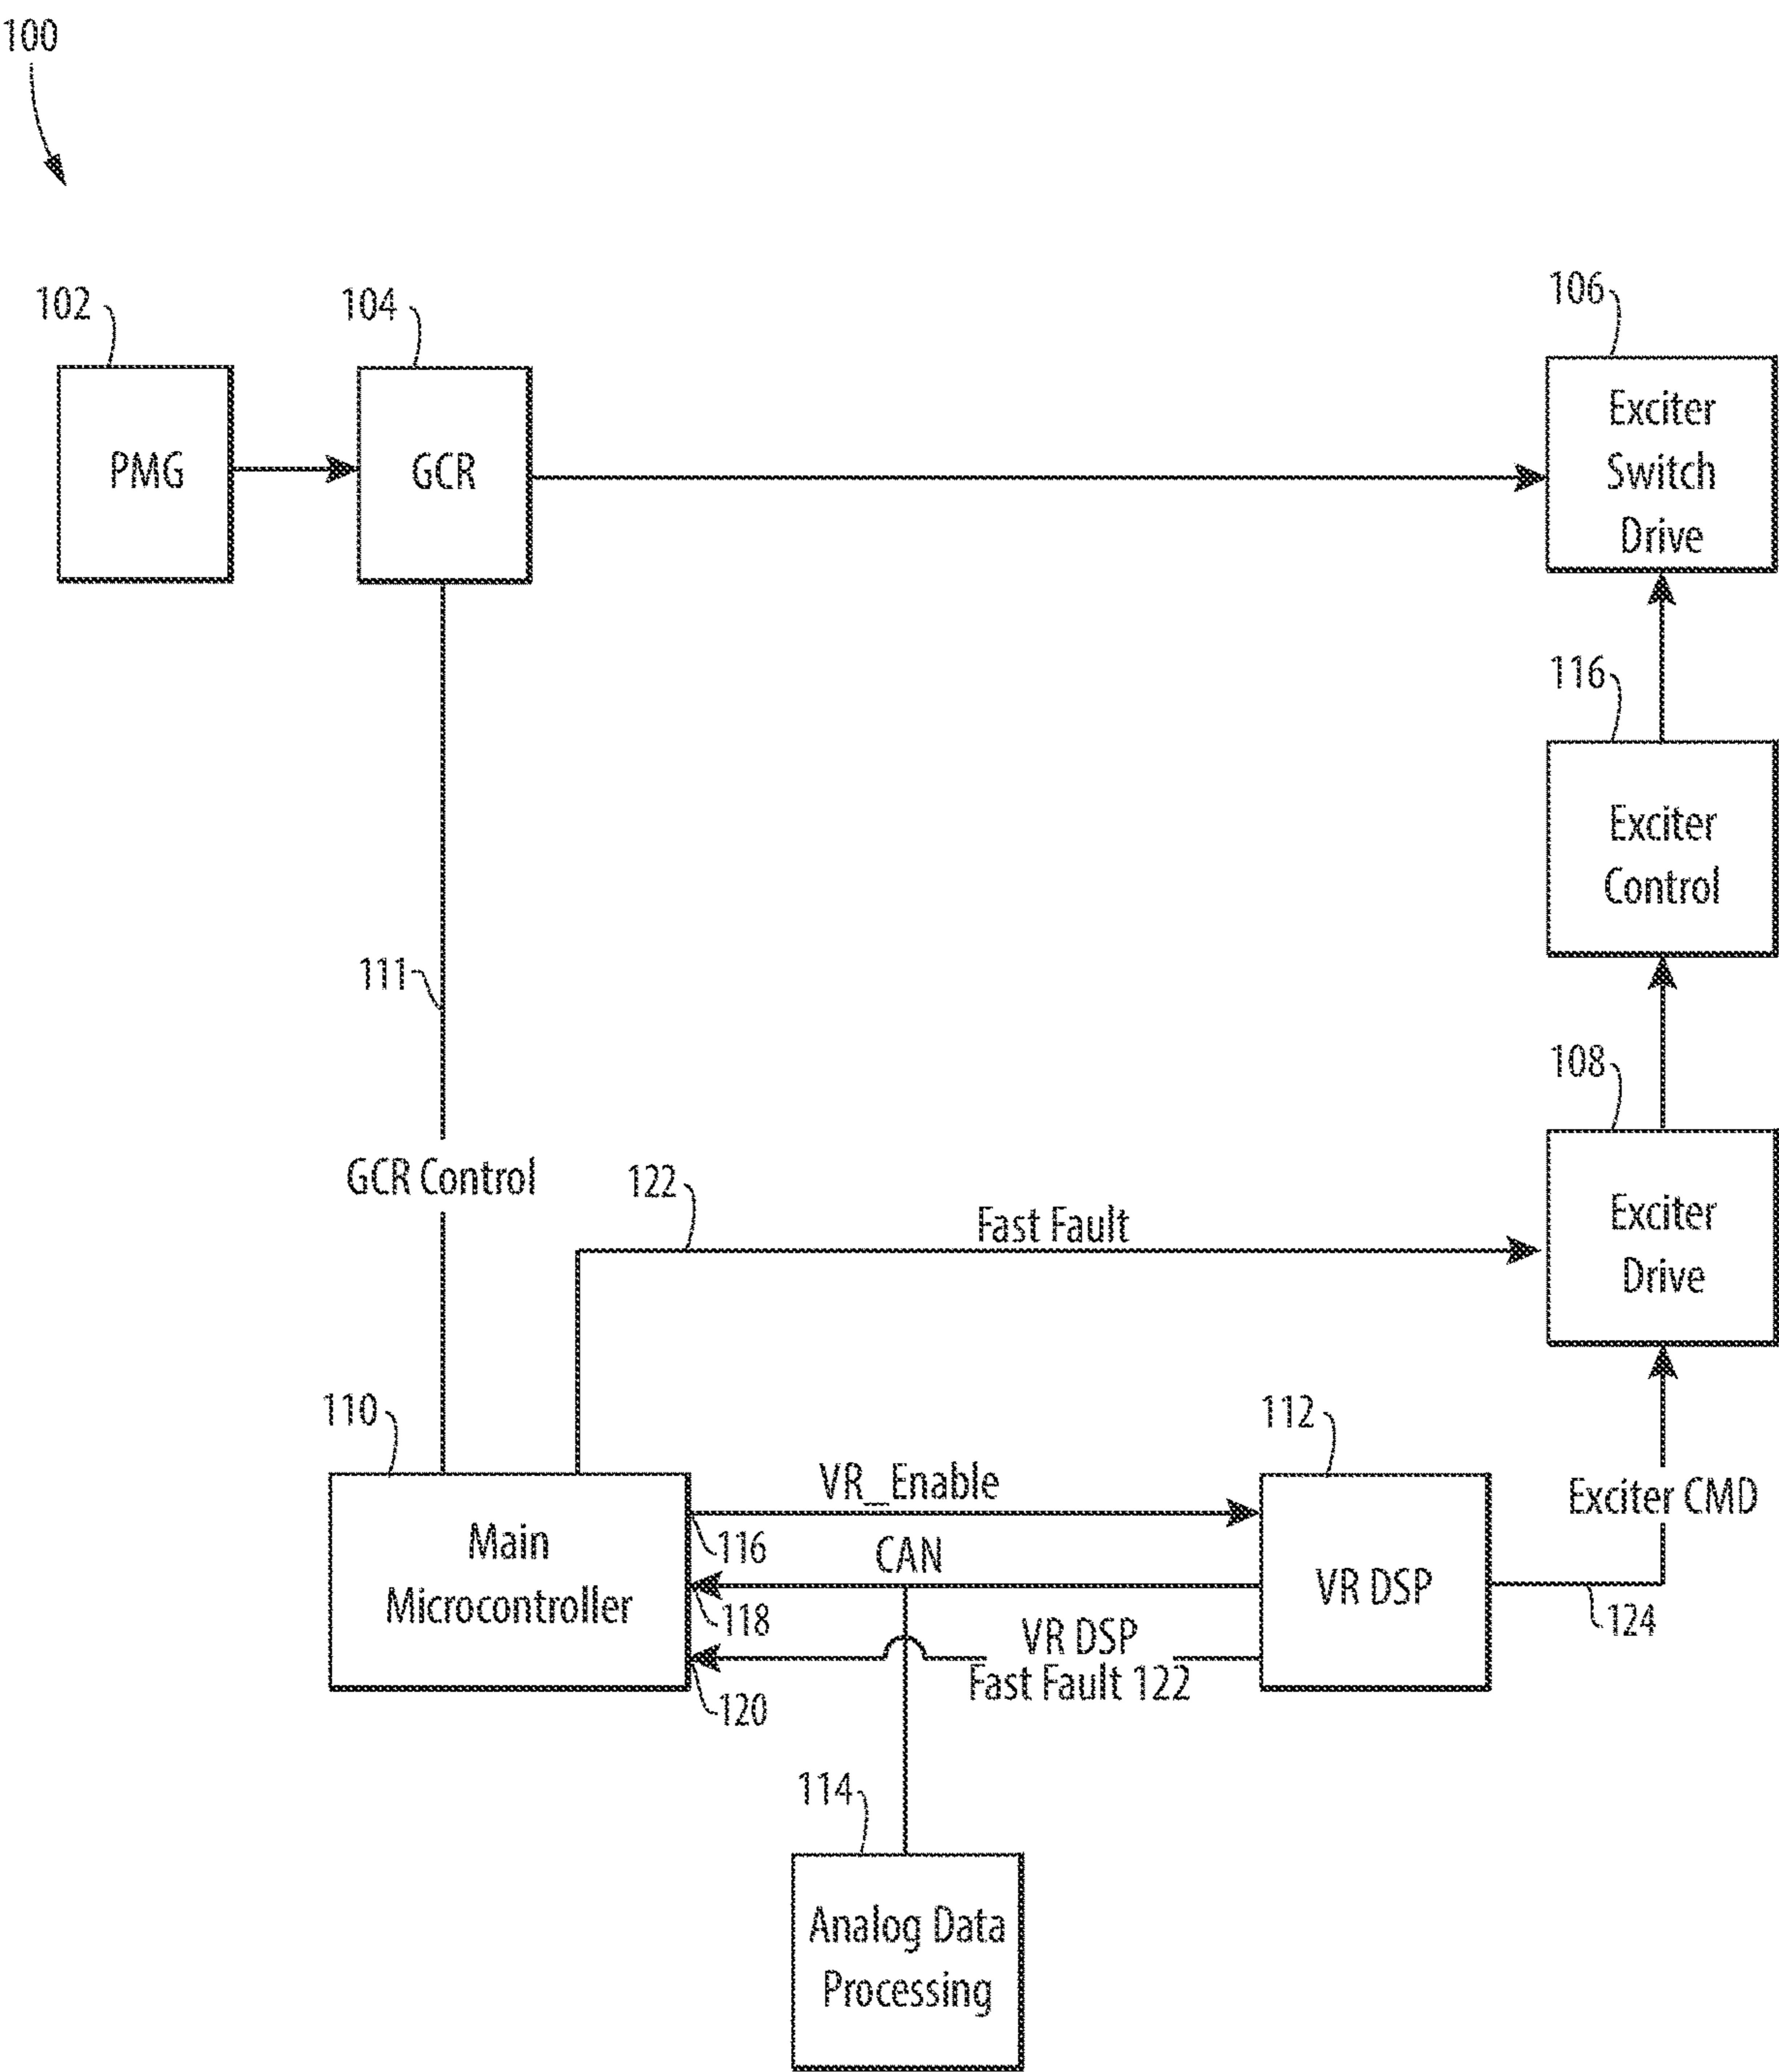 100
102
104
106
PMG
GCR
Exciter
Switch
Drive
116
Exciter
Control
111
108
GCR Control
122
Fast Fault
Exciter
Drive
110
112
VR_Enable
Exciter CMD
Main
Microcontroller
116
CAN
VR DSP
118
124
VR DSP
Fast Fault 122
120
114
Analog Data
Processing